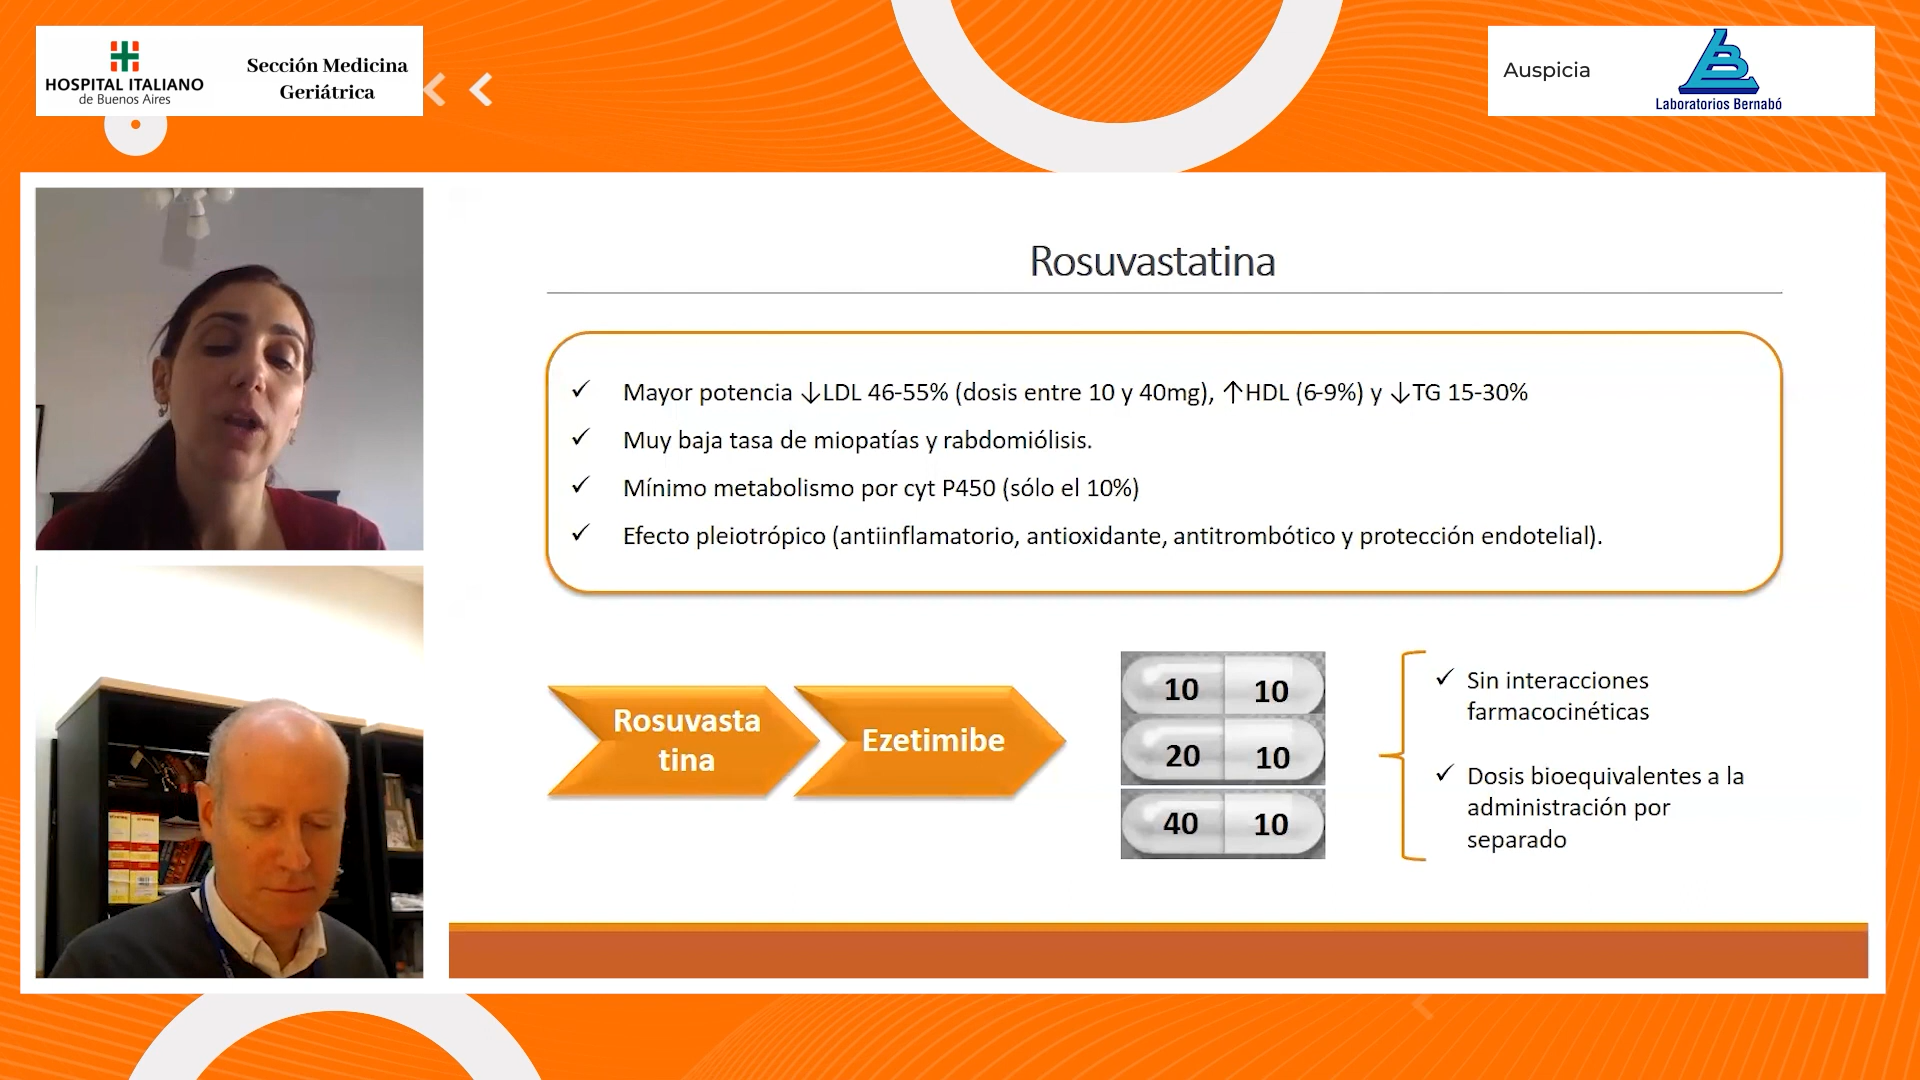 HOSPITAL ITALIANO
de Buenos Aires
Sección Medicina
Geriátrica
Auspicia
Laboratorios Bernabó
Rosuvastatina
✓ Mayor potencia ↓LDL 46-55% (dosis entre 10 y 40mg), ↑HDL (6-9%) y ↓TG 15-30%
✓ Muy baja tasa de miopatías y rabdomiólisis.
✓ Mínimo metabolismo por cyt P450 (sólo el 10%)
✓ Efecto pleiotrópico (antiinflamatorio, antioxidante, antitrombótico y protección endotelial).
Rosuvasta
tina
Ezetimibe
10 10
20 10
40 10
✓ Sin interacciones
farmacocinéticas
✓ Dosis bioequivalentes a la
administración por
separado